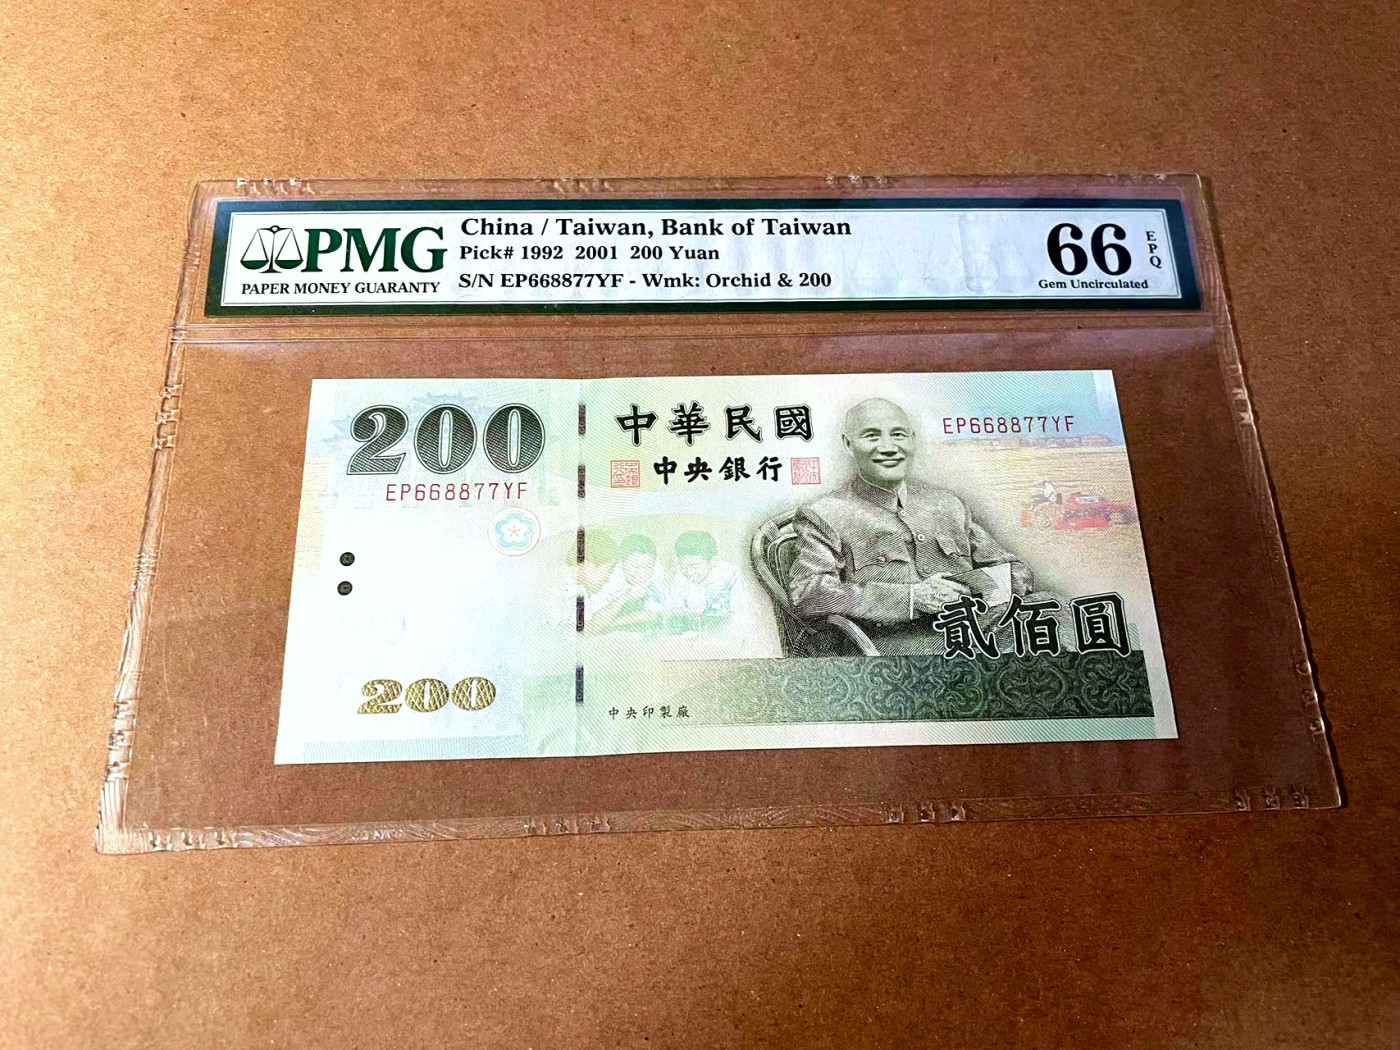 PMG
PAPER MONEY GUARANTY
China / Taiwan, Bank of Taiwan
Pick# 1992 2001 200 Yuan
S/N EP668877YF - Wmk: Orchid & 200
66
EPQ
Gem Uncirculated
200
EP668877YF
中華民國
中央銀行
EP668877YF
貳佰圓
200
中央印製廠